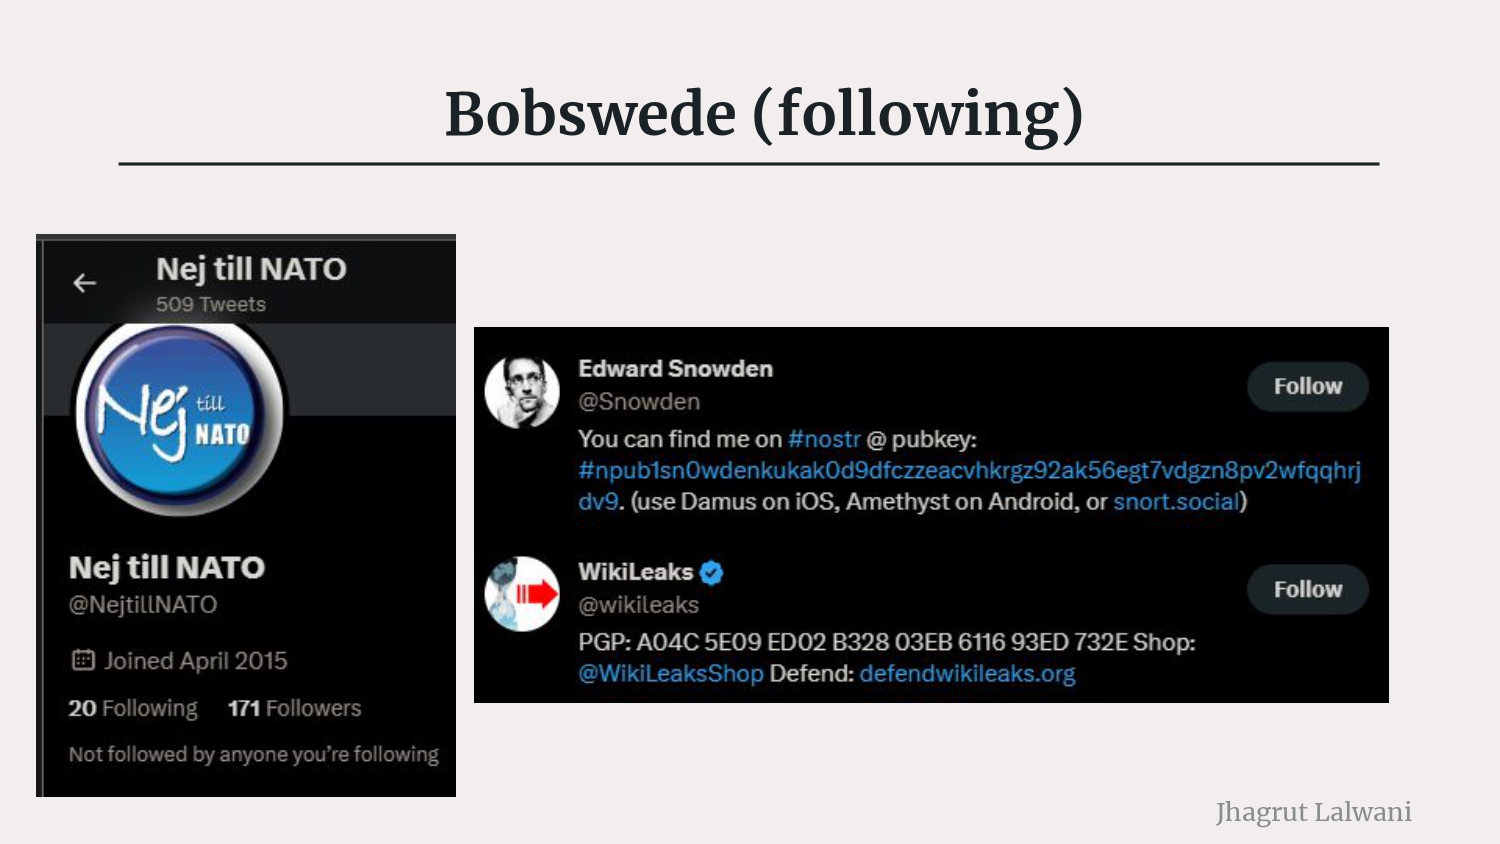 Bobswede (following)
Nej till NATO
509 Tweets
Nej till NATO
Nej till NATO
@NejtillNATO
Joined April 2015
20 Following 171 Followers
Not followed by anyone you're following
Edward Snowden
@Snowden
Follow
You can find me on #nostr @ pubkey:
#npub1sn0wdenkukak0d9dfczzeacvhkrgz92ak56egt7vdgzn8pv2wfqqhrj
dv9. (use Damus on iOS, Amethyst on Android, or snort.social)
WikiLeaks
@wikileaks
Follow
PGP: A04C 5E09 ED02 B328 03EB 6116 93ED 732E Shop:
@WikiLeaksShop Defend: defendwikileaks.org
Jhagrut Lalwani